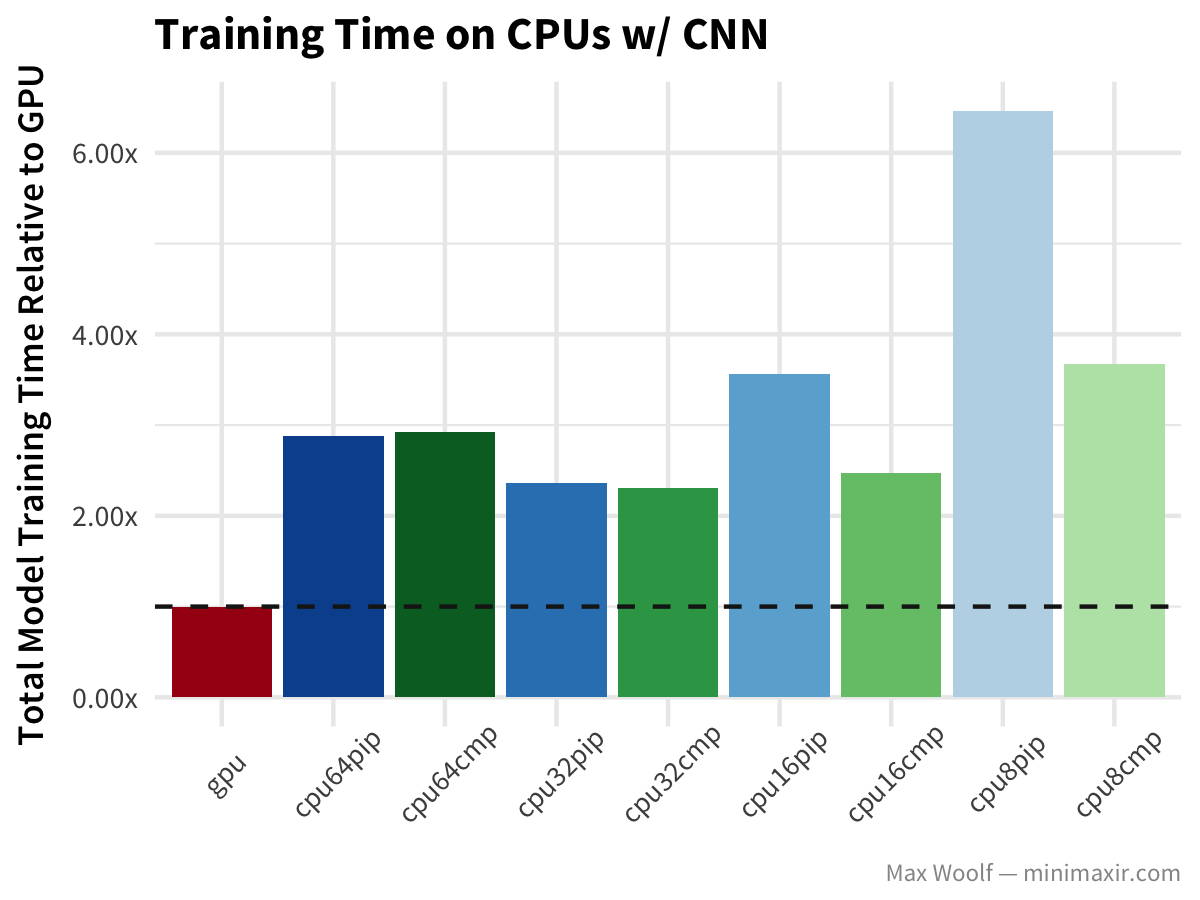 Training Time on CPUs w/ CNN
Total Model Training Time Relative to GPU
6.00x
4.00x
2.00x
0.00x
gpu
cpu64pip
cpu64cmp
cpu32pip
cpu32cmp
cpu16pip
cpu16cmp
cpu8pip
cpu8cmp
Max Woolf — minimaxir.com